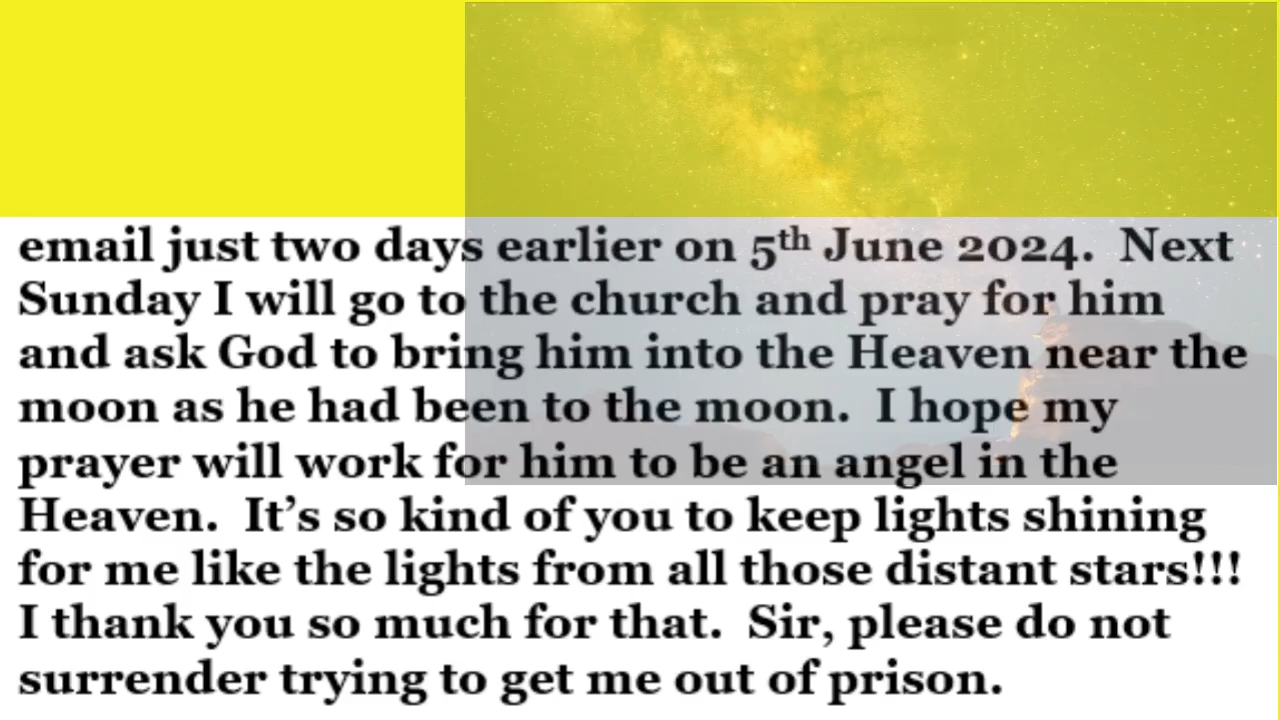 email just two days earlier on 5th June 2024.  Next
Sunday I will go to the church and pray for him
and ask God to bring him into the Heaven near the
moon as he had been to the moon.  I hope my
prayer will work for him to be an angel in the
Heaven.  It’s so kind of you to keep lights shining
for me like the lights from all those distant stars!!!
I thank you so much for that.  Sir, please do not
surrender trying to get me out of prison.